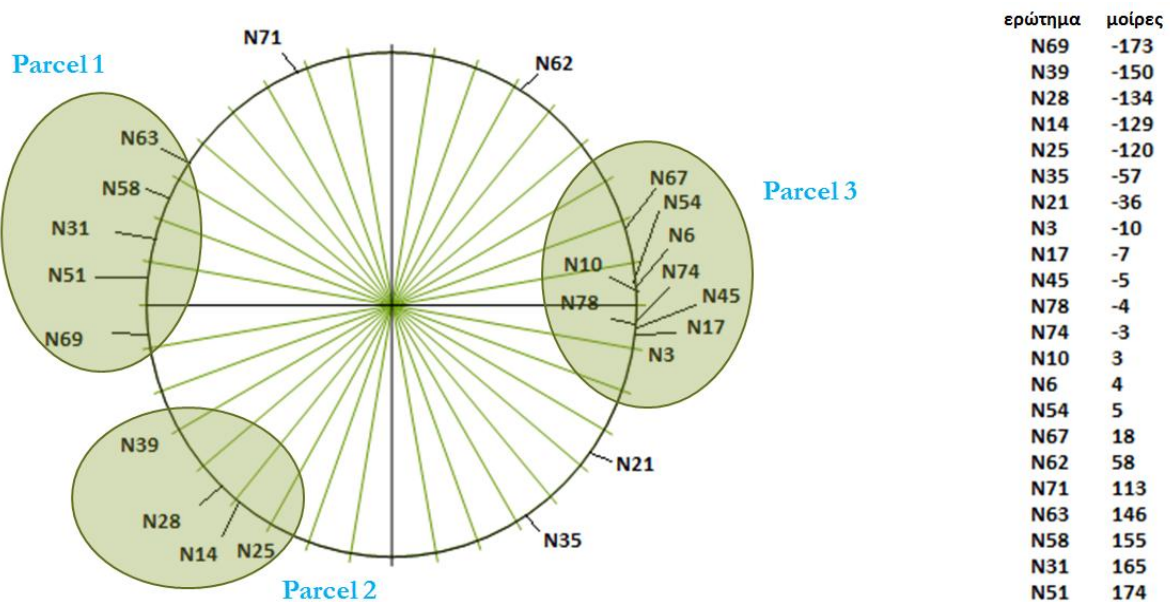 Parcel 1
N71
N62
N63
N58
N31
N51
N69
N67
N54
N6
N10
N74
N78
N45
N17
N3
Parcel 3
N39
N28
N14
N25
Parcel 2
N21
N35
ερώτημα μοίρες
N69 -173
N39 -150
N28 -134
N14 -129
N25 -120
N35 -57
N21 -36
N3 -10
N17 -7
N45 -5
N78 -4
N74 -3
N10 3
N6 4
N54 5
N67 18
N62 58
N71 113
N63 146
N58 155
N31 165
N51 174